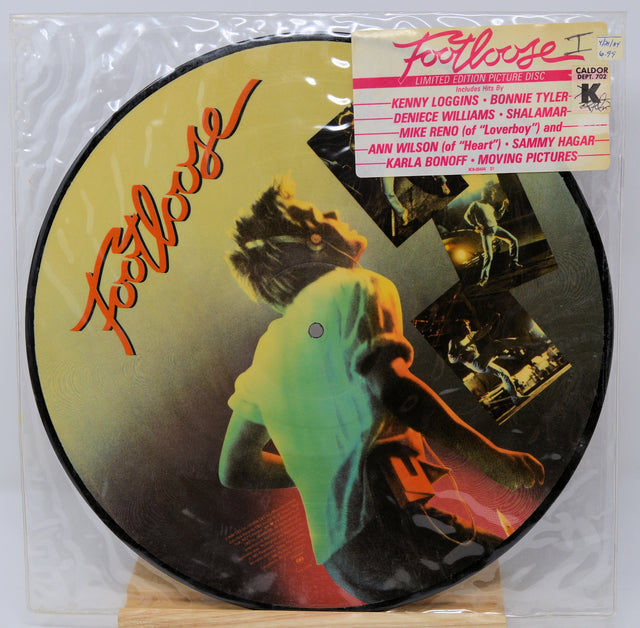 Footloose
LIMITED EDITION PICTURE DISC
Includes Hits By
KENNY LOGGINS • BONNIE TYLER
DENIECE WILLIAMS • SHALAMAR
MIKE RENO (of "Loverboy") and
ANN WILSON (of "Heart") • SAMMY HAGAR
KARLA BONOFF • MOVING PICTURES
I
6.95
CALDOR
DEPT. 702
K
Footloose